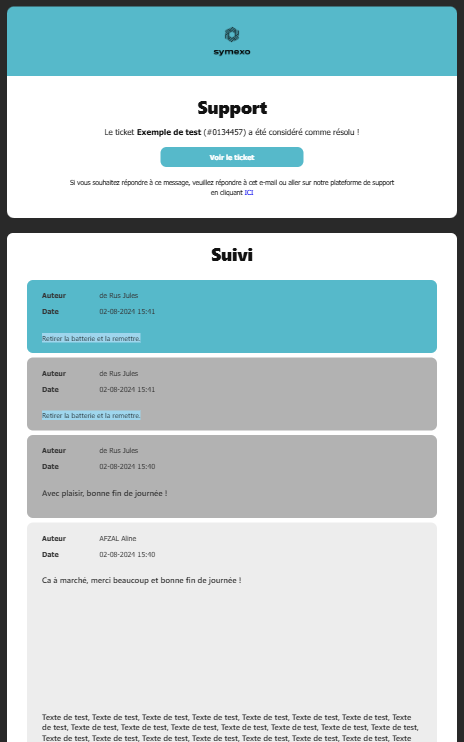 symexo
Support
Le ticket Exemple de test (#0134457) a été considéré comme résolu !
Voir le ticket
Si vous souhaitez répondre à ce message, veuillez répondre à cet e-mail ou aller sur notre plateforme de support
en cliquant ICI
Suivi
Auteur de Rus Jules
Date 02-08-2024 15:41
Retirer la batterie et la remettre.
Auteur de Rus Jules
Date 02-08-2024 15:41
Retirer la batterie et la remettre.
Auteur de Rus Jules
Date 02-08-2024 15:40
Avec plaisir, bonne fin de journée !
Auteur AFZAL Aline
Date 02-08-2024 15:40
Ca à marché, merci beaucoup et bonne fin de journée !
Texte de test, Texte de test, Texte de test, Texte de test, Texte de test, Texte de test, Texte de test, Texte
de test, Texte de test, Texte de test, Texte de test, Texte de test, Texte de test, Texte de test, Texte de test,
Texte de test, Texte de test, Texte de test, Texte de test, Texte de test, Texte de test, Texte de test, Texte